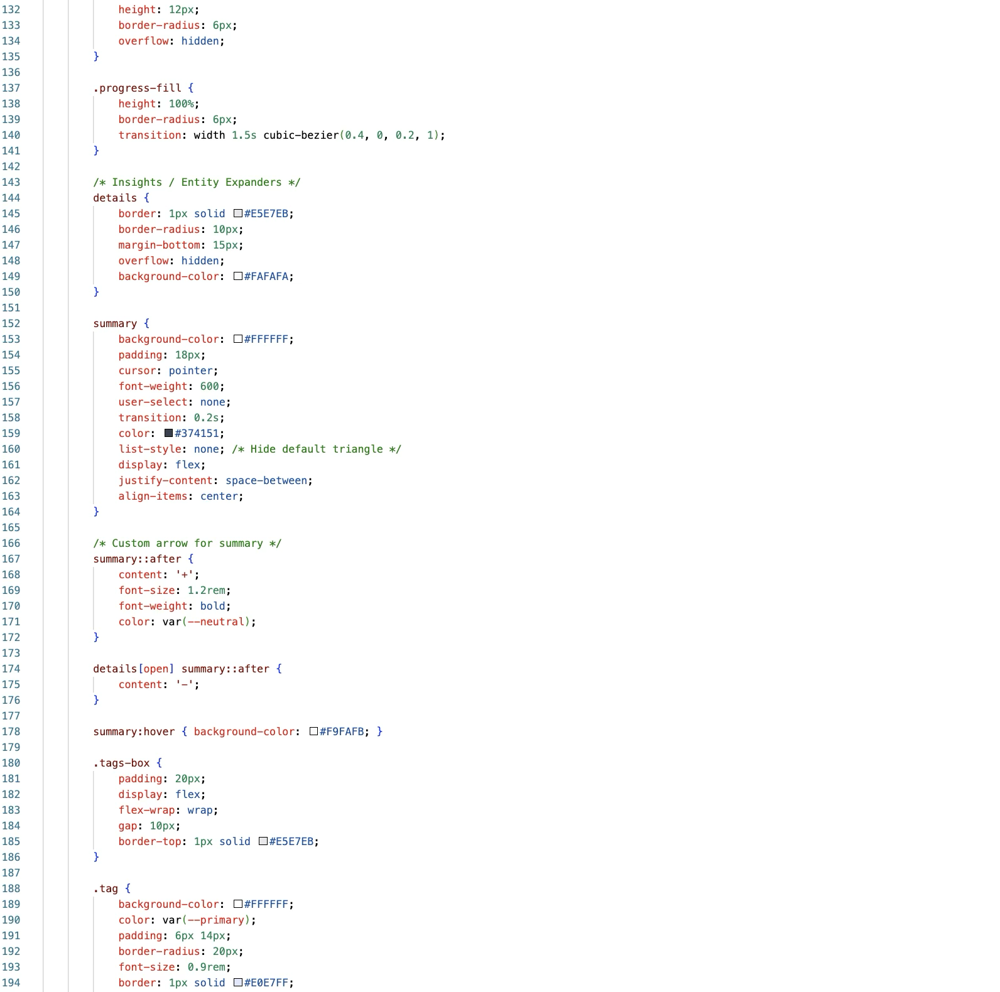 132 height: 12px;
133 border-radius: 6px;
134 overflow: hidden;
135 }
136
137 .progress-fill {
138 height: 100%;
139 border-radius: 6px;
140 transition: width 1.5s cubic-bezier(0.4, 0, 0.2, 1);
141 }
142
143 /* Insights / Entity Expanders */
144 details {
145 border: 1px solid #E5E7EB;
146 border-radius: 10px;
147 margin-bottom: 15px;
148 overflow: hidden;
149 background-color: #FAFAFA;
150 }
151
152 summary {
153 background-color: #FFFFFF;
154 padding: 18px;
155 cursor: pointer;
156 font-weight: 600;
157 user-select: none;
158 transition: 0.2s;
159 color: #374151;
160 list-style: none; /* Hide default triangle */
161 display: flex;
162 justify-content: space-between;
163 align-items: center;
164 }
165
166 /* Custom arrow for summary */
167 summary::after {
168 content: '+';
169 font-size: 1.2rem;
170 font-weight: bold;
171 color: var(--neutral);
172 }
173
174 details[open] summary::after {
175 content: '−';
176 }
177
178 summary:hover { background-color: #F9FAFB; }
179
180 .tags-box {
181 padding: 20px;
182 display: flex;
183 flex-wrap: wrap;
184 gap: 10px;
185 border-top: 1px solid #E5E7EB;
186 }
187
188 .tag {
189 background-color: #FFFFFF;
190 color: var(--primary);
191 padding: 6px 14px;
192 border-radius: 20px;
193 font-size: 0.9rem;
194 border: 1px solid #E0E7FF;